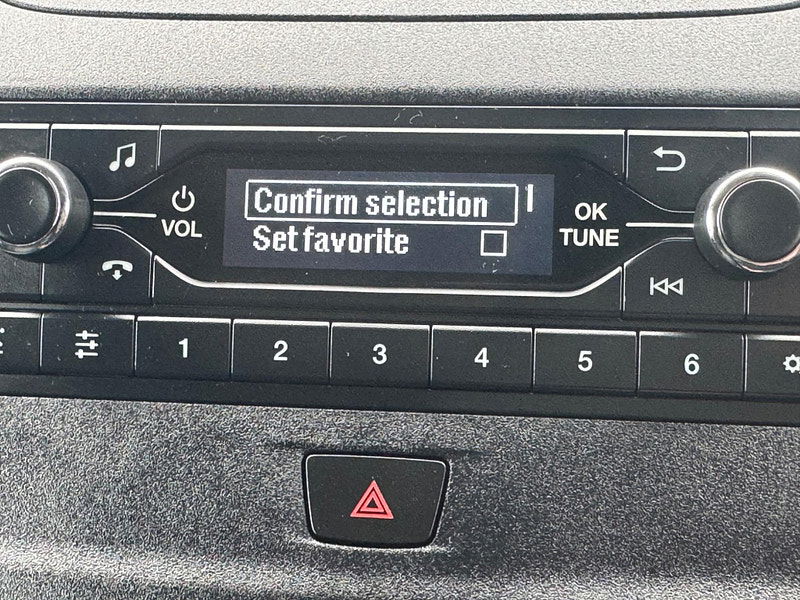 Confirm selection
Set favorite
VOL
OK
TUNE
1
2
3
4
5
6